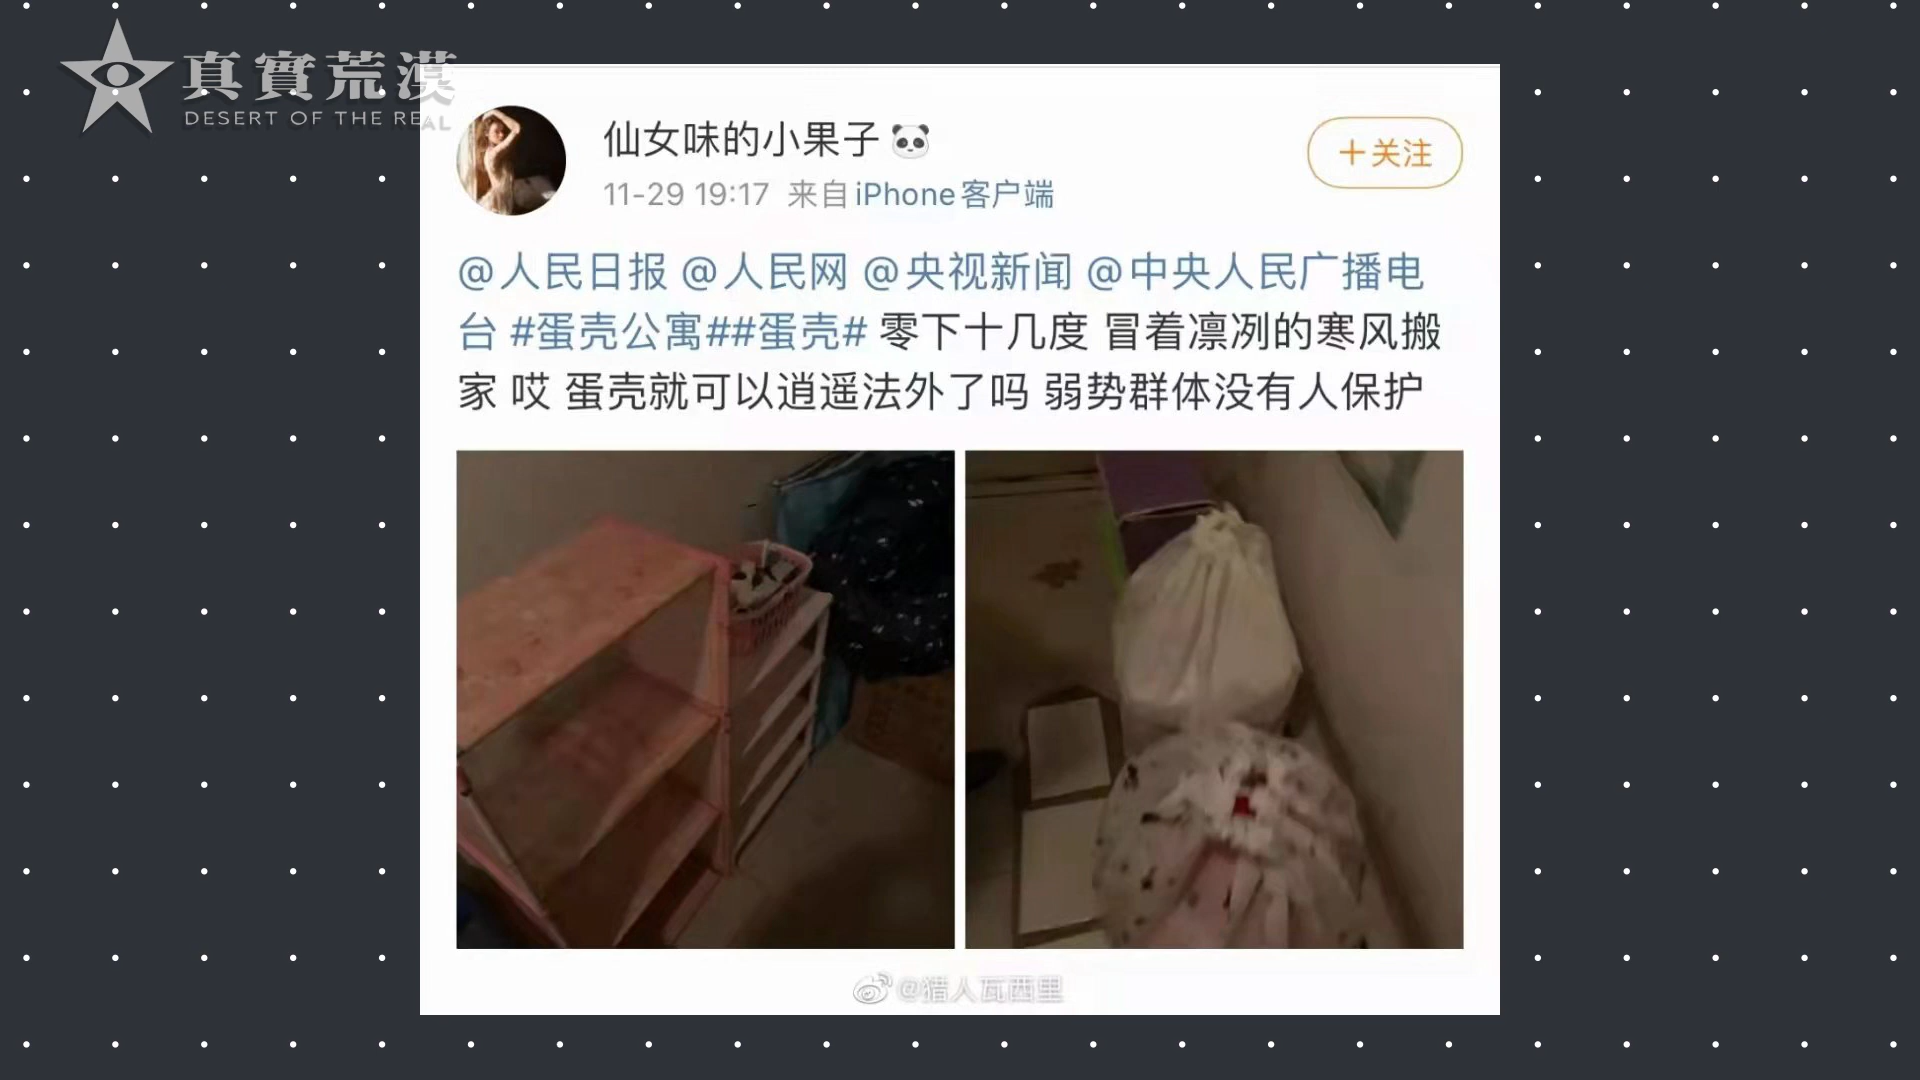 真實荒漠
DESERT OF THE REAL
仙女味的小果子🐼
+关注
11-29 19:17 来自 iPhone客户端
@人民日报 @人民网 @央视新闻 @中央人民广播电
台 #蛋壳公寓##蛋壳# 零下十几度 冒着凛冽的寒风搬
家 哎 蛋壳就可以逍遥法外了吗 弱势群体没有人保护
@猎人瓦西里